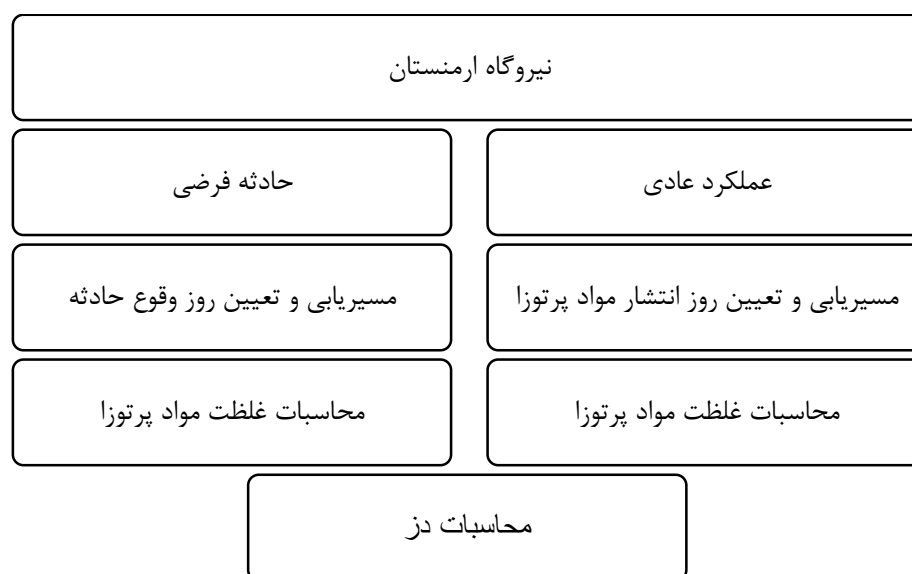 نیروگاه ارمنستان
عملکرد عادی
حادثه فرضی
مسیریابی و تعیین روز انتشار مواد پرتوزا
مسیریابی و تعیین روز وقوع حادثه
محاسبات غلظت مواد پرتوزا
محاسبات غلظت مواد پرتوزا
محاسبات دز